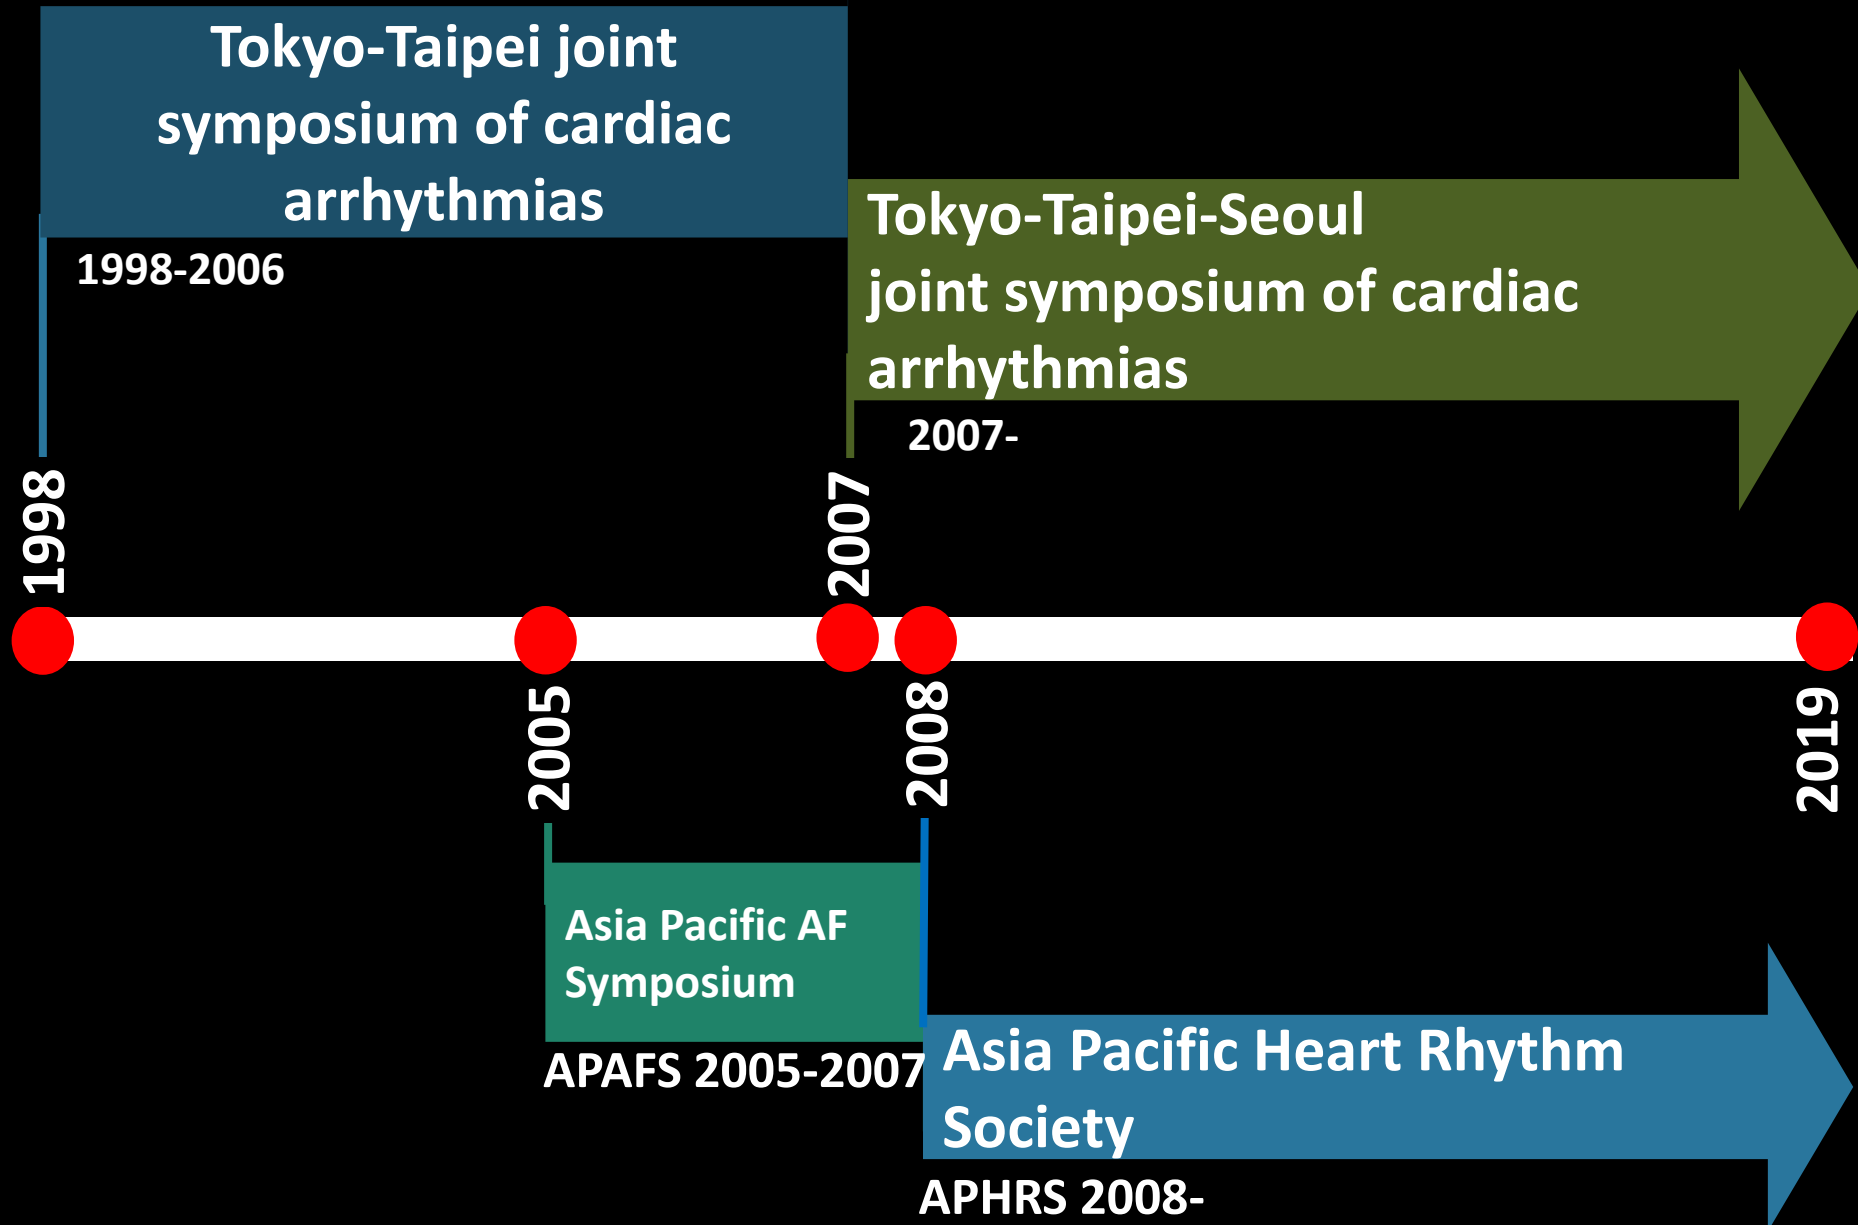 Tokyo-Taipei joint
symposium of cardiac
arrhythmias
1998-2006
Tokyo-Taipei-Seoul
joint symposium of cardiac
arrhythmias
2007-
1998
2007
2005
2008
2019
Asia Pacific AF
Symposium
APAFS 2005-2007
Asia Pacific Heart Rhythm
Society
APHRS 2008-